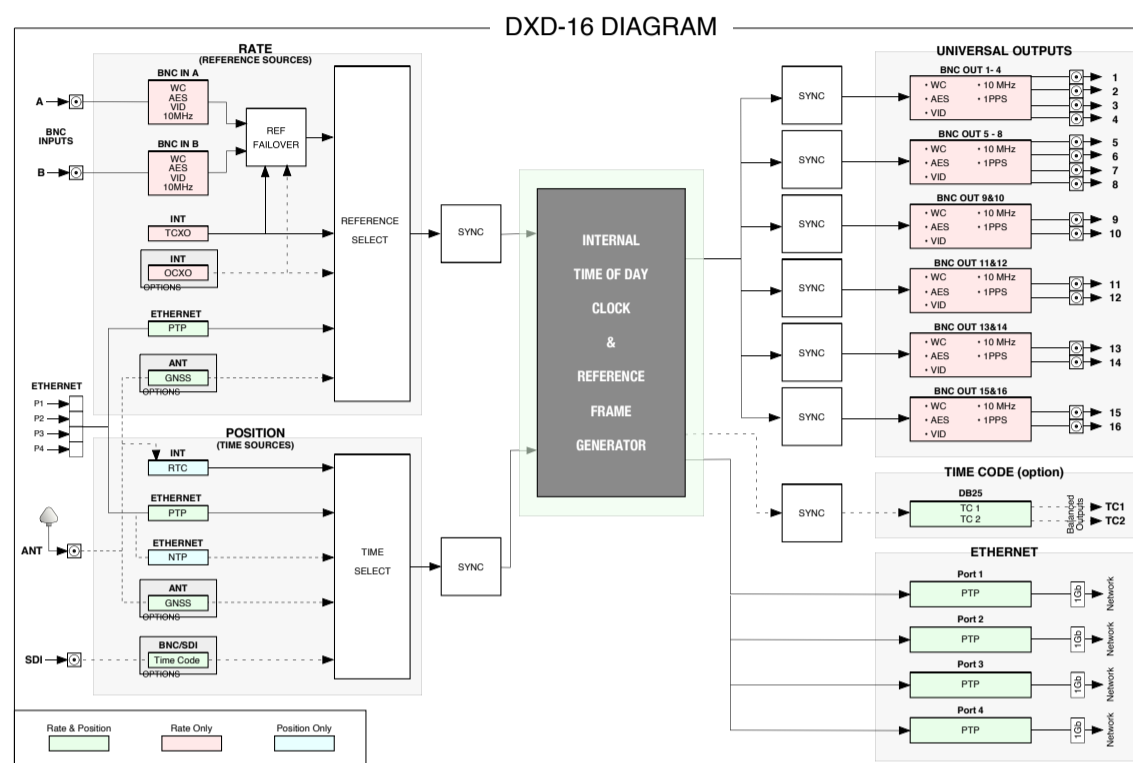 DXD-16 DIAGRAM
RATE
(REFERENCE SOURCES)
BNC IN A
WC
AES
VID
10MHz
A
BNC
INPUTS
B
BNC IN B
WC
AES
VID
10MHz
REF
FAILOVER
INT
TCXO
INT
OCXO
OPTIONS
ETHERNET
PTP
ANT
GNSS
OPTIONS
REFERENCE
SELECT
SYNC
ETHERNET
P1
P2
P3
P4
POSITION
(TIME SOURCES)
INT
RTC
ETHERNET
PTP
ETHERNET
NTP
ANT
ANT
GNSS
OPTIONS
SDI
BNC/SDI
Time Code
OPTIONS
TIME
SELECT
SYNC
Rate & Position
Rate Only
Position Only
INTERNAL
TIME OF DAY
CLOCK
&
REFERENCE
FRAME
GENERATOR
SYNC
SYNC
SYNC
SYNC
SYNC
SYNC
SYNC
UNIVERSAL OUTPUTS
BNC OUT 1- 4
• WC • 10 MHz
• AES • 1PPS
• VID
1
2
3
4
BNC OUT 5 - 8
• WC • 10 MHz
• AES • 1PPS
• VID
5
6
7
8
BNC OUT 9&10
• WC • 10 MHz
• AES • 1PPS
• VID
9
10
BNC OUT 11&12
• WC • 10 MHz
• AES • 1PPS
• VID
11
12
BNC OUT 13&14
• WC • 10 MHz
• AES • 1PPS
• VID
13
14
BNC OUT 15&16
• WC • 10 MHz
• AES • 1PPS
• VID
15
16
TIME CODE (option)
DB25
TC 1
TC 2
Balanced
Outputs
TC1
TC2
ETHERNET
Port 1
PTP
1Gb
Network
Port 2
PTP
1Gb
Network
Port 3
PTP
1Gb
Network
Port 4
PTP
1Gb
Network